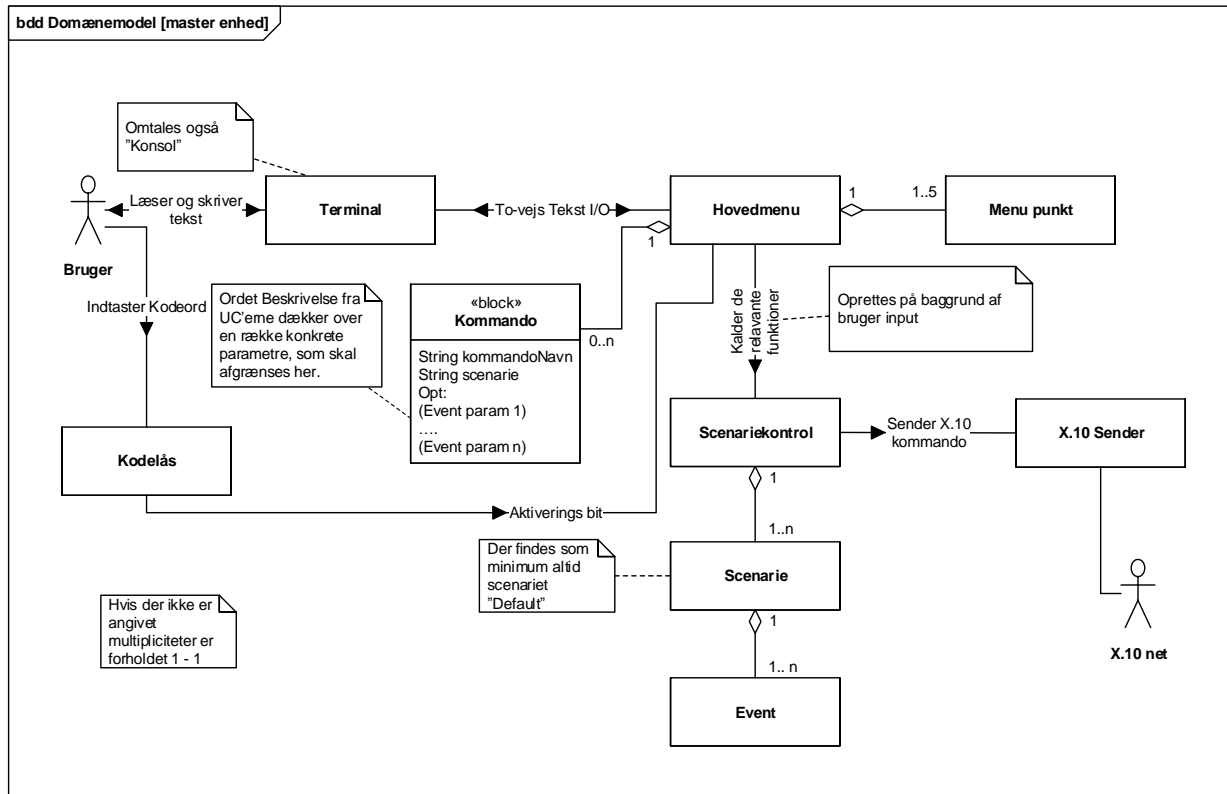 bdd Domænemodel [master enhed]
Omtales også
”Konsol”
Bruger
Læser og skriver
tekst
Terminal
To-vejs Tekst I/O
Hovedmenu
1
1..5
Menu punkt
1
Indtaster Kodeord
Ordet Beskrivelse fra
UC’erne dækker over
en række konkrete
parametre, som skal
afgrænses her.
«block»
Kommando
0..n
String kommandoNavn
String scenarie
Opt:
(Event param 1)
….
(Event param n)
Kalder de
relavante
funktioner
Oprettes på baggrund af
bruger input
Kodelås
Aktiverings bit
Scenariekontrol
Sender X.10
kommando
X.10 Sender
1
1..n
Der findes som
minimum altid
scenariet
”Default”
Scenarie
1
1.. n
Event
X.10 net
Hvis der ikke er
angivet
multipliciteter er
forholdet 1 - 1